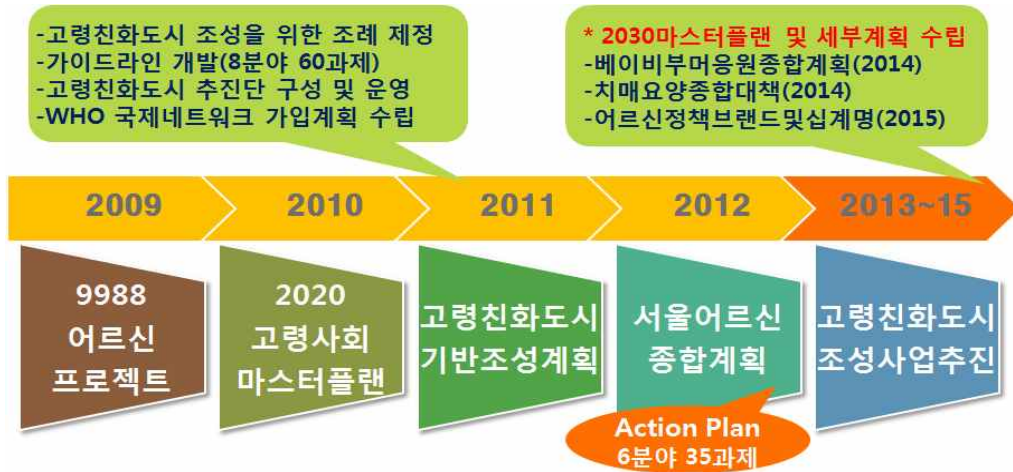 -고령친화도시 조성을 위한 조례 제정
-가이드라인 개발(8분야 60과제)
-고령친화도시 추진단 구성 및 운영
-WHO 국제네트워크 가입계획 수립
* 2030마스터플랜 및 세부계획 수립
-베이비부머응원종합계획(2014)
-치매요양종합대책(2014)
-어르신정책브랜드및십계명(2015)
2009
2010
2011
2012
2013~15
9988
어르신
프로젝트
2020
고령사회
마스터플랜
고령친화도시
기반조성계획
서울어르신
종합계획
고령친화도시
조성사업추진
Action Plan
6분야 35과제